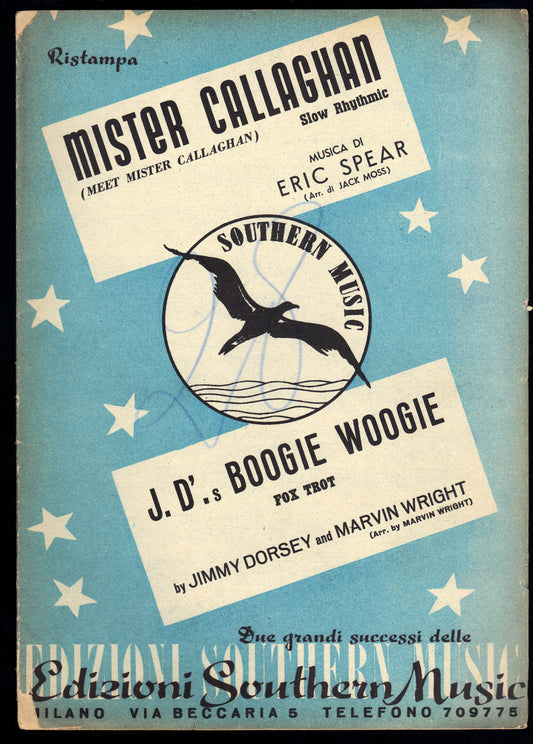 Ristampa
MISTER CALLAGHAN
(MEET MISTER CALLAGHAN)
Slow Rhythmic
MUSICA DI
ERIC SPEAR
(Arr. di JACK MOSS)
SOUTHERN MUSIC
28
J. D'.s BOOGIE WOOGIE
FOX TROT
by JIMMY DORSEY and MARVIN WRIGHT
(Arr. by MARVIN WRIGHT)
Due grandi successi delle
EDIZIONI SOUTHERN MUSIC
Edizioni Southern Music
MILANO VIA BECCARIA 5 TELEFONO 709775